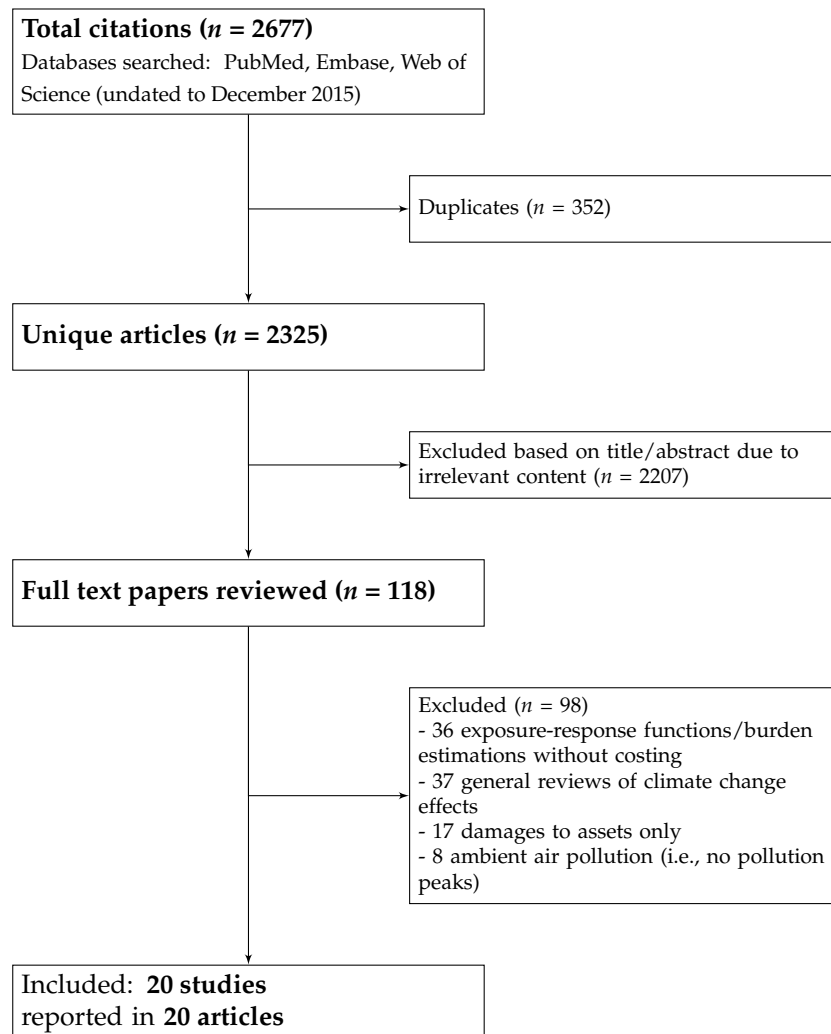 Total citations (n = 2677)
Databases searched: PubMed, Embase, Web of
Science (undated to December 2015)
Duplicates (n = 352)
Unique articles (n = 2325)
Excluded based on title/abstract due to
irrelevant content (n = 2207)
Full text papers reviewed (n = 118)
Excluded (n = 98)
- 36 exposure-response functions/burden
estimations without costing
- 37 general reviews of climate change
effects
- 17 damages to assets only
- 8 ambient air pollution (i.e., no pollution
peaks)
Included: 20 studies
reported in 20 articles